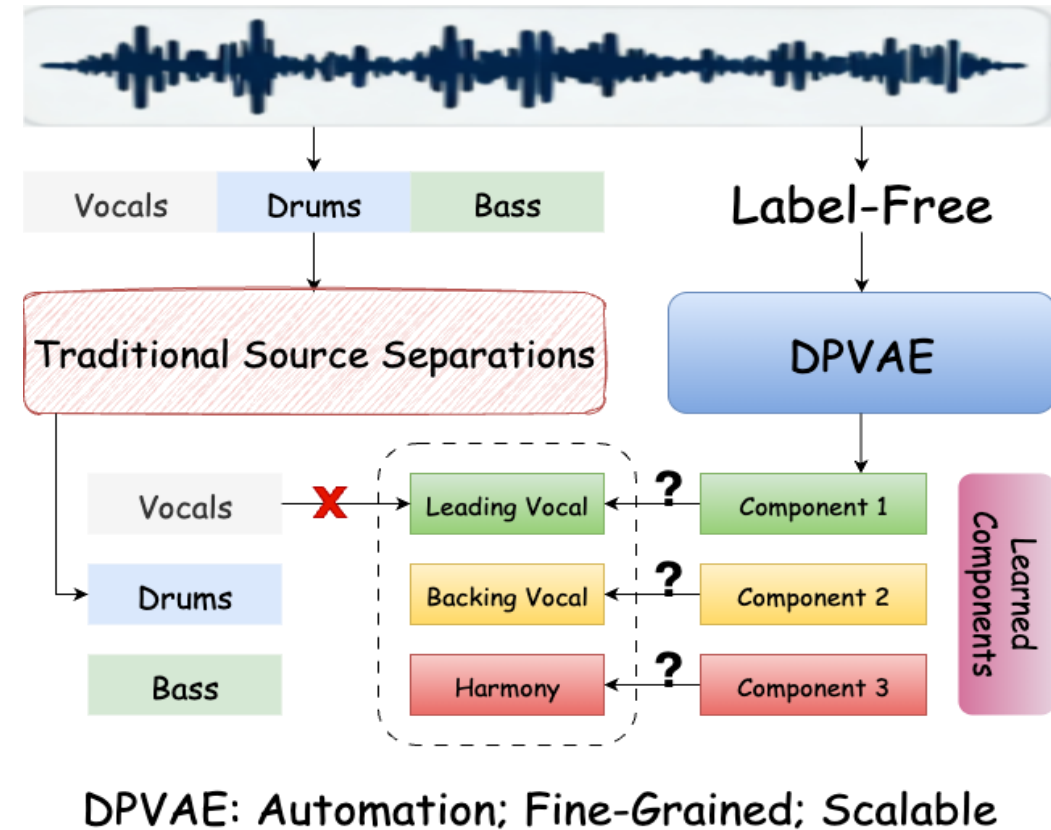 Vocals
Drums
Bass
Label-Free
Traditional Source Separations
DPVAE
Vocals
X
Leading Vocal
?
Component 1
Drums
Backing Vocal
?
Component 2
Bass
Harmony
?
Component 3
Learned
Components
DPVAE: Automation; Fine-Grained; Scalable